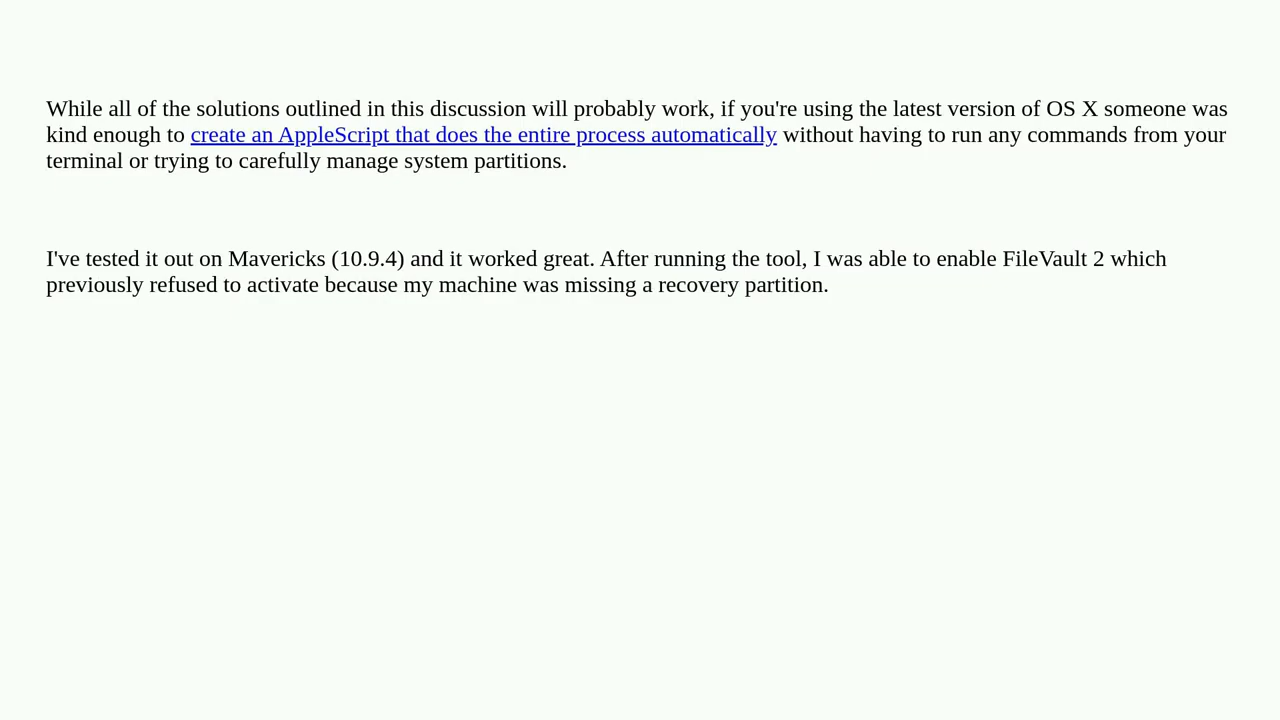 While all of the solutions outlined in this discussion will probably work, if you're using the latest version of OS X someone was
kind enough to create an AppleScript that does the entire process automatically without having to run any commands from your
terminal or trying to carefully manage system partitions.
I've tested it out on Mavericks (10.9.4) and it worked great. After running the tool, I was able to enable FileVault 2 which
previously refused to activate because my machine was missing a recovery partition.